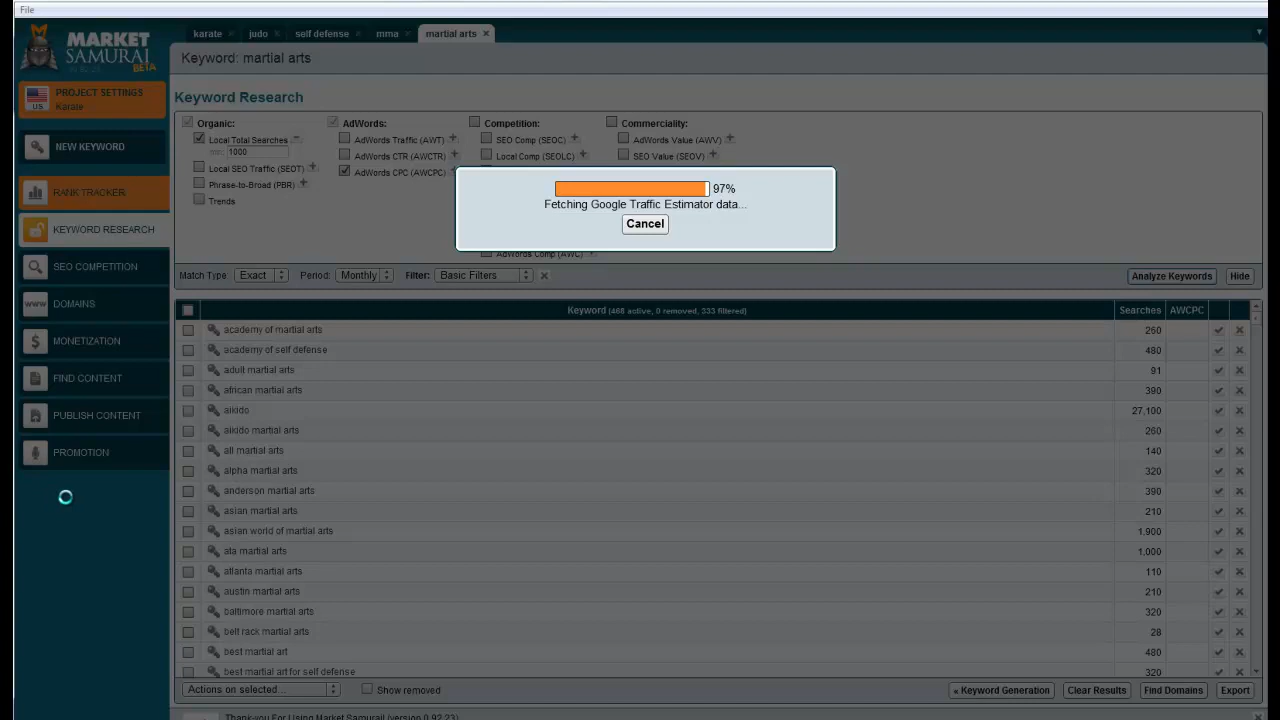 File
MARKET SAMURAI BETA
karate judo self defense mma martial arts
Keyword: martial arts
PROJECT SETTINGS
Karate
US
NEW KEYWORD
RANK TRACKER
KEYWORD RESEARCH
SEO COMPETITION
WWW DOMAINS
$ MONETIZATION
FIND CONTENT
PUBLISH CONTENT
PROMOTION
Keyword Research
Organic: AdWords: Competition: Commerciality:
Local Total Searches AdWords Traffic (AWT) SEO Comp (SEOC) AdWords Value (AWV)
1000
AdWords CTR (AWCTR) Local Comp (SEOLC) SEO Value (SEOV)
Local SEO Traffic (SEOT) AdWords CPC (AWCPC)
Phrase-to-Broad (PBR)
Trends
97%
Fetching Google Traffic Estimator data...
Cancel
AdWords Comp (AWC)
Match Type: Exact Period: Monthly Filter: Basic Filters Analyze Keywords Hide
Keyword (468 active, 0 removed, 333 filtered) Searches AWCPC
academy of martial arts 260
academy of self defense 480
adult martial arts 91
african martial arts 390
aikido 27,100
aikido martial arts 260
all martial arts 140
alpha martial arts 320
anderson martial arts 390
asian martial arts 210
asian world of martial arts 1,900
ata martial arts 1,000
atlanta martial arts 110
austin martial arts 210
baltimore martial arts 320
belt rack martial arts 28
best martial art 480
best martial art for self defense 320
Actions on selected... Show removed « Keyword Generation Clear Results Find Domains Export
Thank-you For Using Market Samurai! (version 0.92.23)